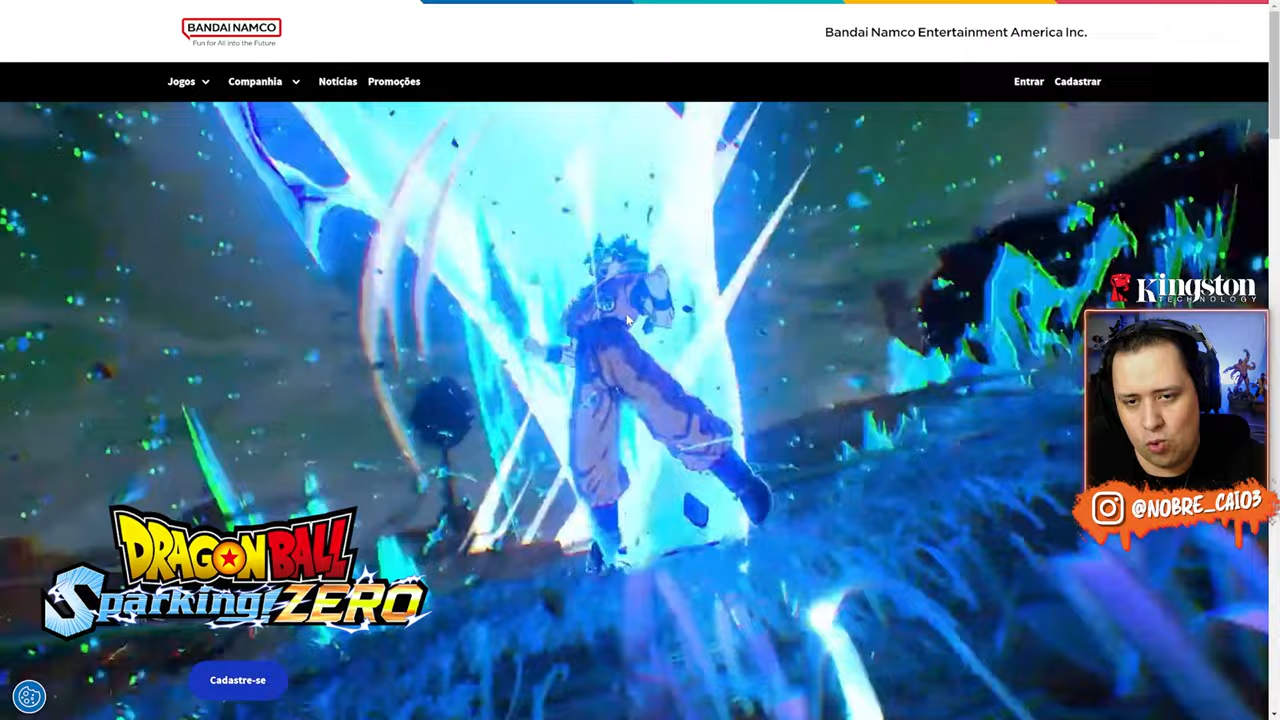 BANDAI NAMCO
Fun for All into the Future
Bandai Namco Entertainment America Inc.
Jogos
Companhia
Notícias
Promoções
Entrar
Cadastrar
Kingston
TECHNOLOGY
@NOBRE_CAIO3
DRAGON BALL
Sparking! ZERO
Cadastre-se